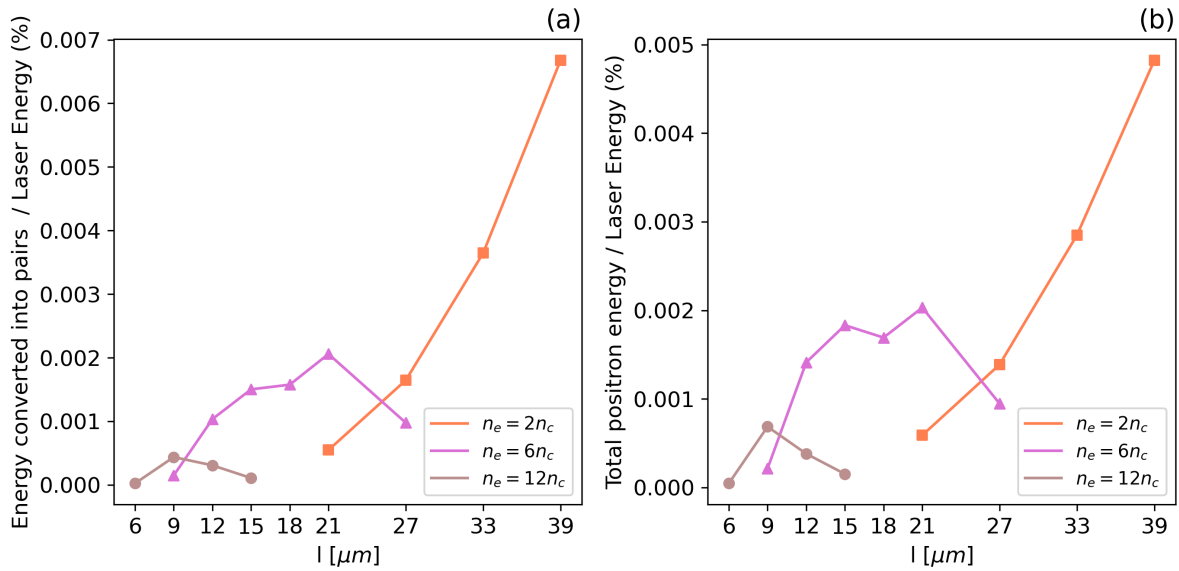 (a)
Energy converted into pairs / Laser Energy (%)
0.007
0.006
0.005
0.004
0.003
0.002
0.001
0.000
6 9 12 15 18 21 27 33 39
l [μm]
n_e = 2n_c
n_e = 6n_c
n_e = 12n_c
(b)
Total positron energy / Laser Energy (%)
0.005
0.004
0.003
0.002
0.001
0.000
6 9 12 15 18 21 27 33 39
l [μm]
n_e = 2n_c
n_e = 6n_c
n_e = 12n_c